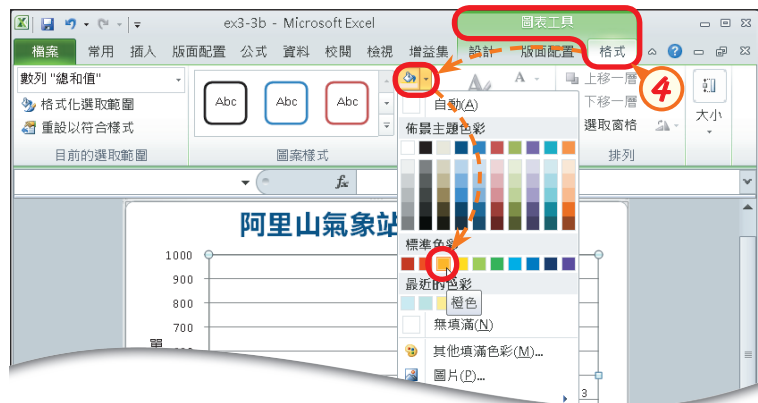 ex3-3b - Microsoft Excel
圖表工具
檔案 常用 插入 版面配置 公式 資料 校閱 檢視 增益集 設計 版面配置 格式
數列 "總和值"
格式化選取範圍
重設以符合樣式
目前的選取範圍
Abc Abc Abc
圖案樣式
A A
上移一層
下移一層
選取窗格
排列
大小
4
自動(A)
佈景主題色彩
標準色彩
最近的色彩
橙色
無填滿(N)
其他填滿色彩(M)...
圖片(P)...
fx
阿里山氣象站
1000
900
800
700
3